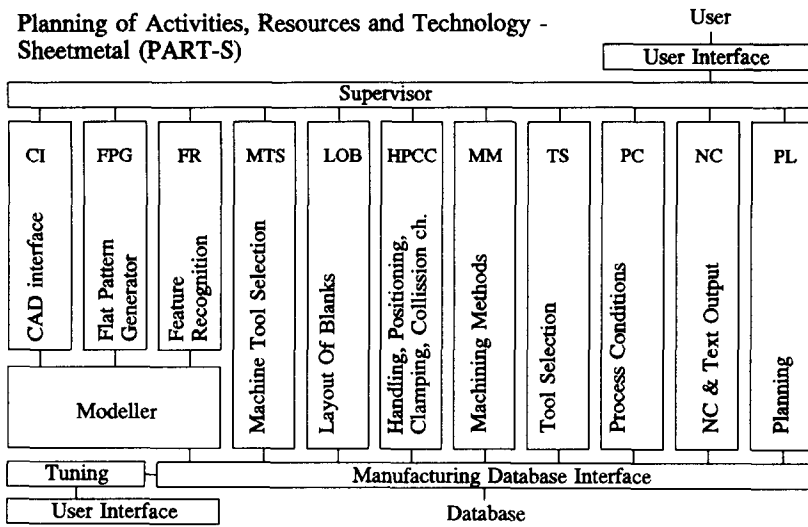 Planning of Activities, Resources and Technology -
Sheetmetal (PART-S)
User
User Interface
Supervisor
CI
FPG
FR
MTS
LOB
HPCC
MM
TS
PC
NC
PL
CAD interface
Flat Pattern
Generator
Feature
Recognition
Machine Tool Selection
Layout Of Blanks
Handling, Positioning,
Clamping, Collission ch.
Machining Methods
Tool Selection
Process Conditions
NC & Text Output
Planning
Modeller
Tuning
Manufacturing Database Interface
User Interface
Database